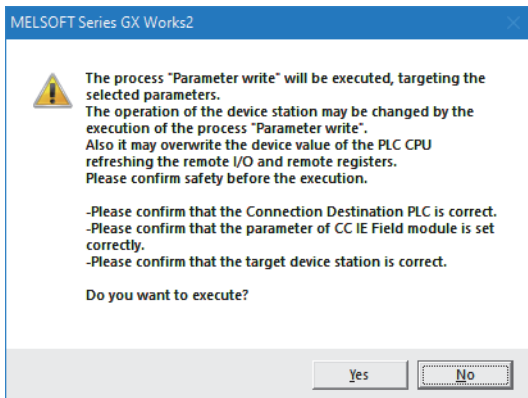 MELSOFT Series GX Works2
The process "Parameter write" will be executed, targeting the
selected parameters.
The operation of the device station may be changed by the
execution of the process "Parameter write".
Also it may overwrite the device value of the PLC CPU
refreshing the remote I/O and remote registers.
Please confirm safety before the execution.
-Please confirm that the Connection Destination PLC is correct.
-Please confirm that the parameter of CC IE Field module is set
correctly.
-Please confirm that the target device station is correct.
Do you want to execute?
Yes No